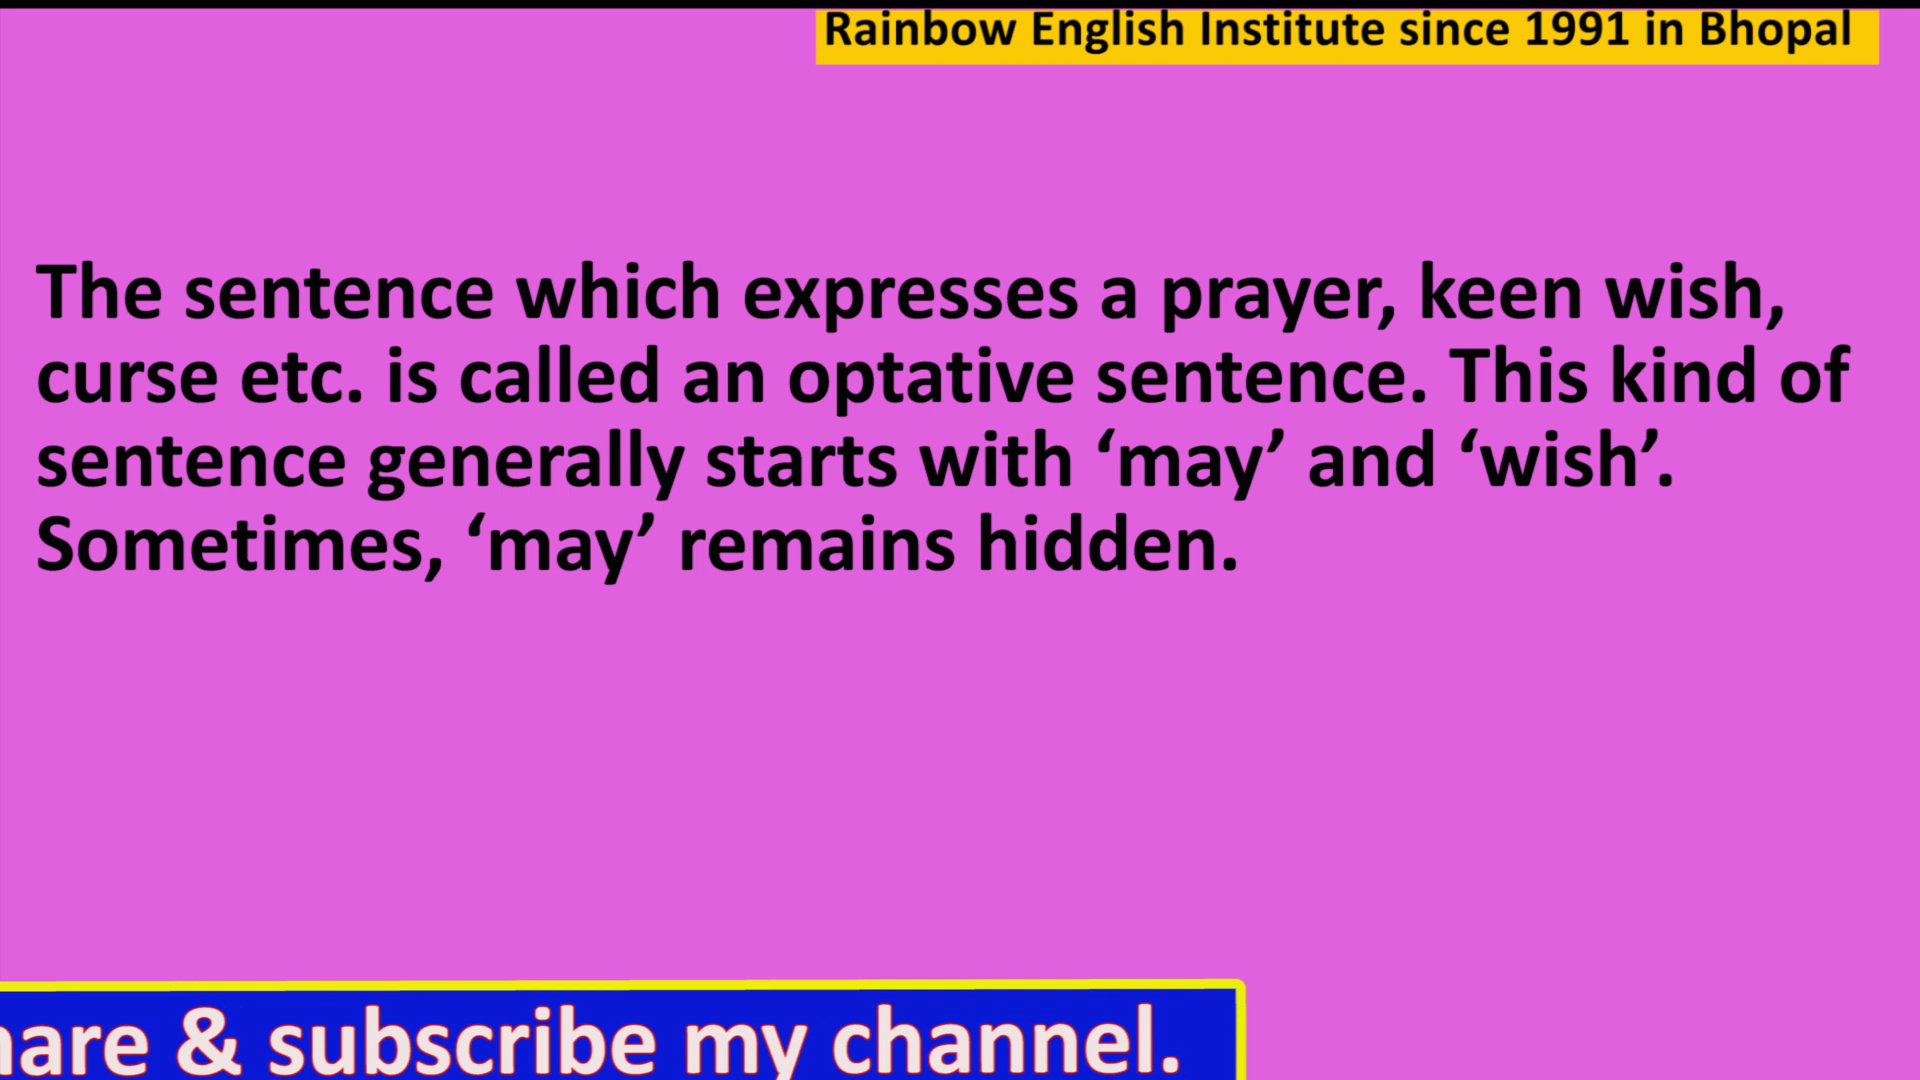 Rainbow English Institute since 1991 in Bhopal
The sentence which expresses a prayer, keen wish,
curse etc. is called an optative sentence. This kind of
sentence generally starts with ‘may’ and ‘wish’.
Sometimes, ‘may’ remains hidden.
& subscribe my channel.